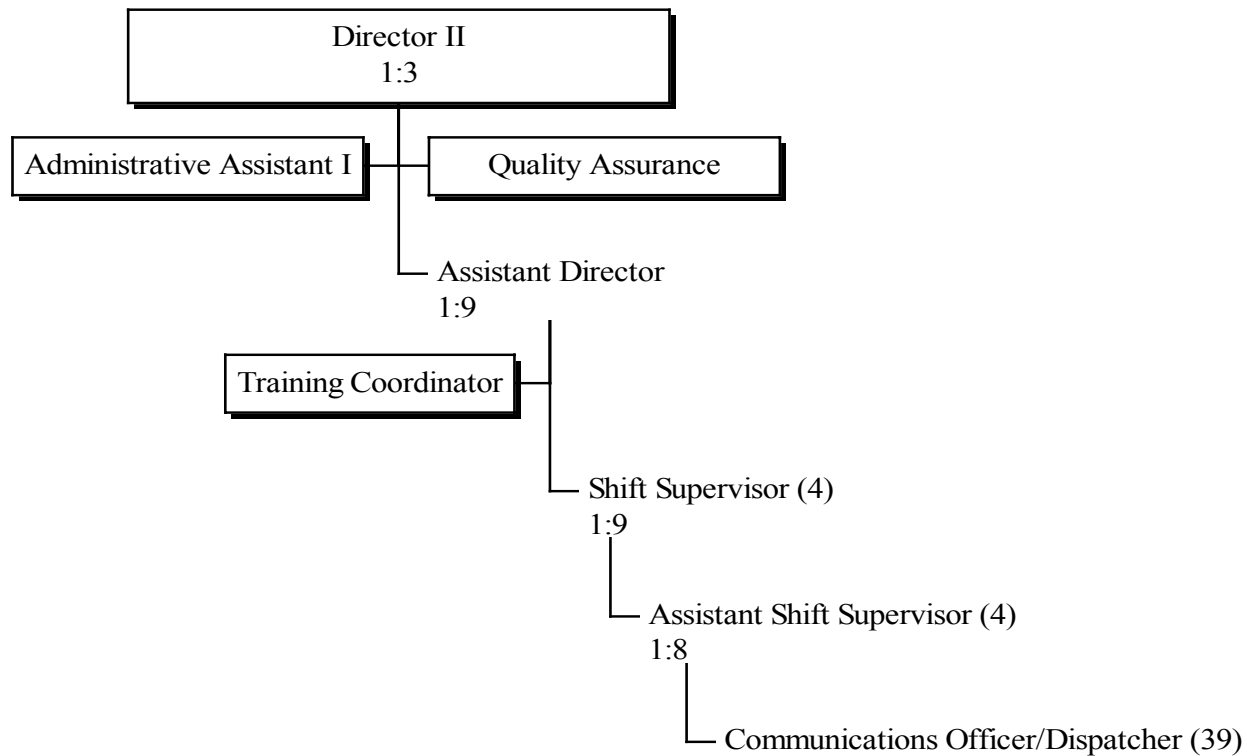 Director II
1:3
Administrative Assistant I
Quality Assurance
Assistant Director
1:9
Training Coordinator
Shift Supervisor (4)
1:9
Assistant Shift Supervisor (4)
1:8
Communications Officer/Dispatcher (39)